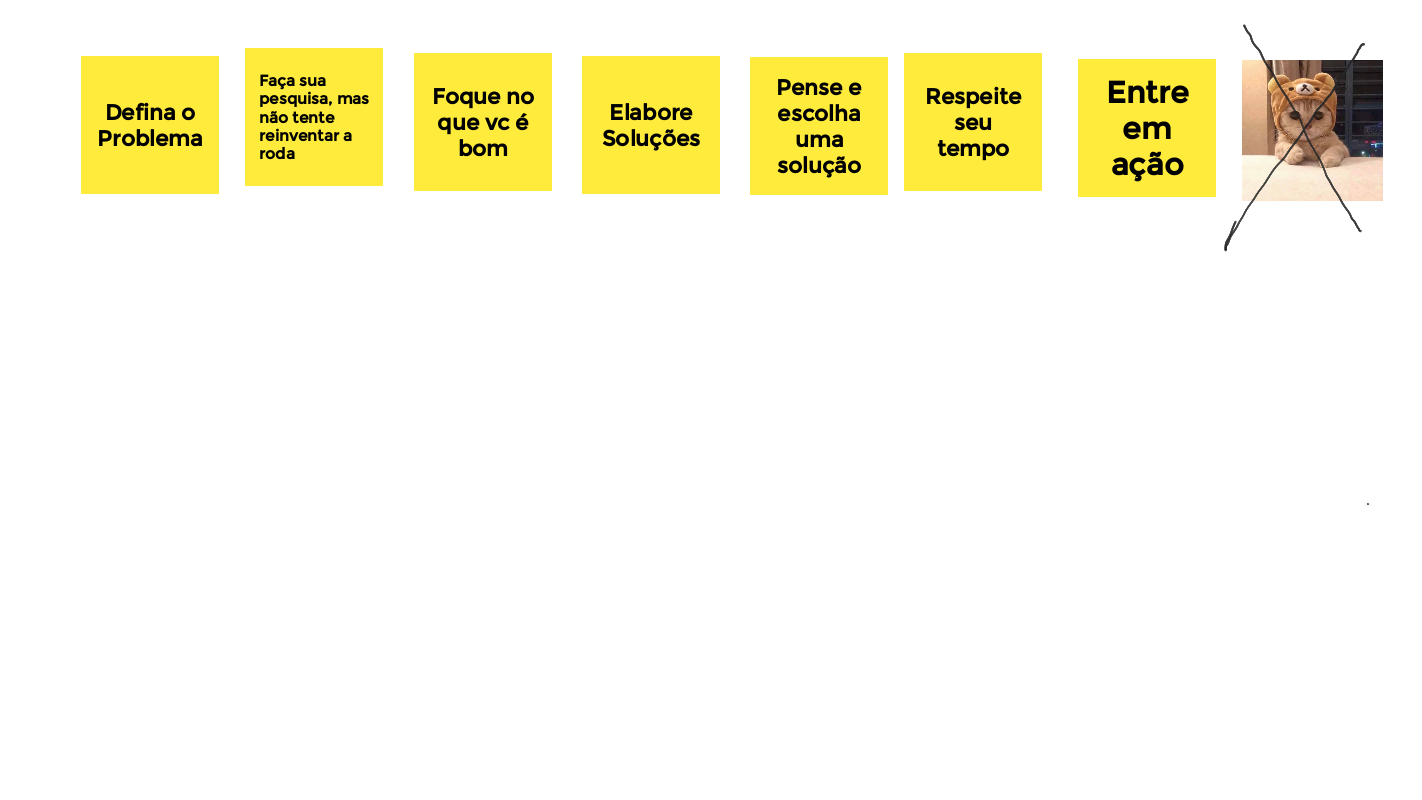 Defina o
Problema
Faça sua
pesquisa, mas
não tente
reinventar a
roda
Foque no
que vc é
bom
Elabore
Soluções
Pense e
escolha
uma
solução
Respeite
seu
tempo
Entre
em
ação